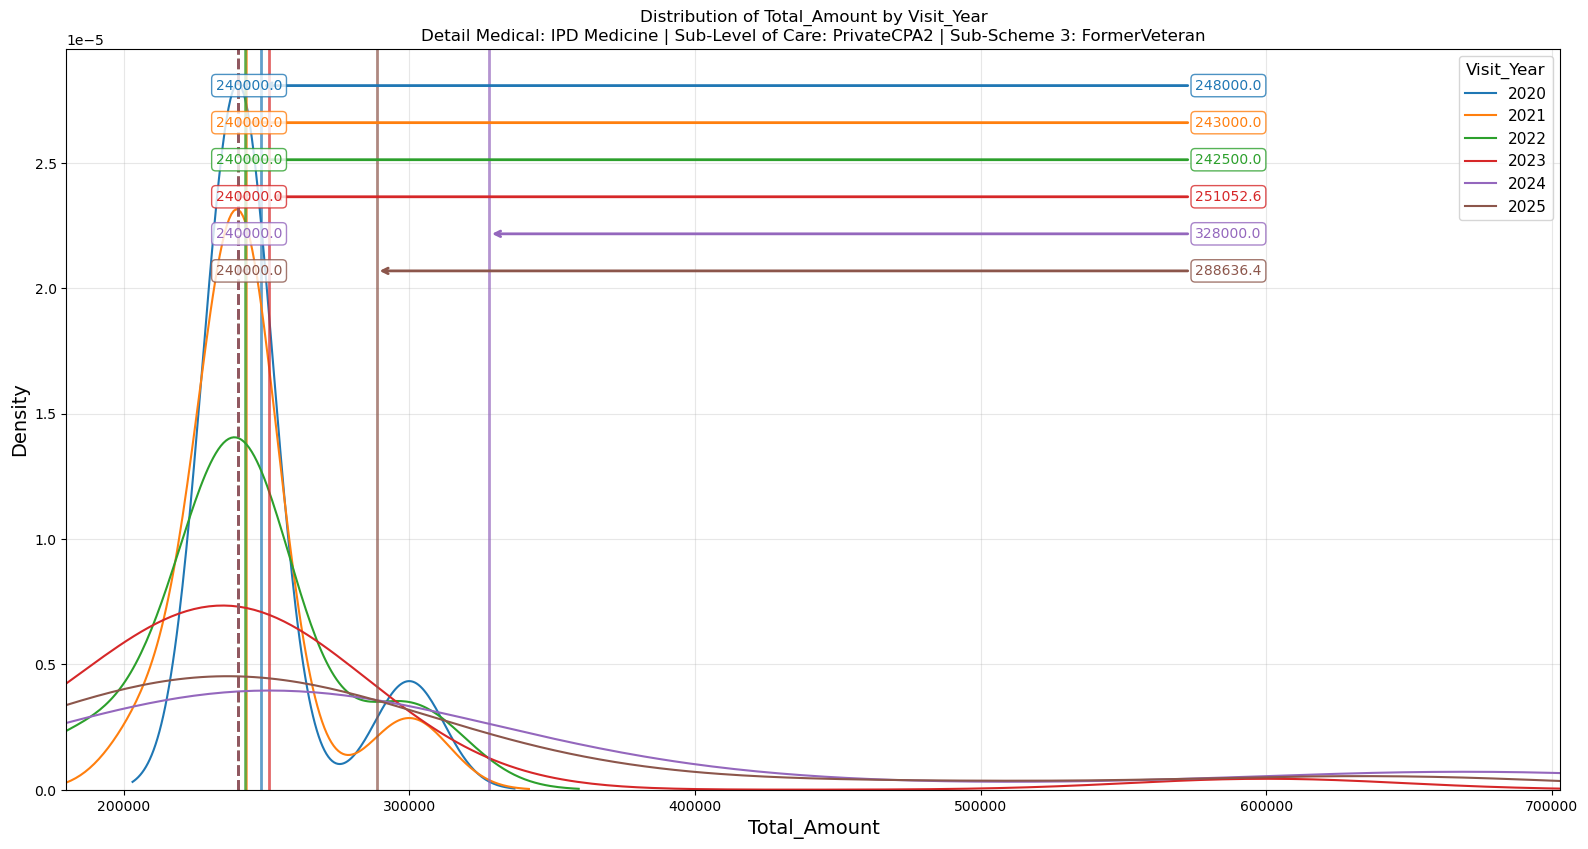 Distribution of Total_Amount by Visit_Year
Detail Medical: IPD Medicine | Sub-Level of Care: PrivateCPA2 | Sub-Scheme 3: FormerVeteran
1e−5
Visit_Year
2020
2021
2022
2023
2024
2025
240000.0 248000.0
240000.0 243000.0
240000.0 242500.0
240000.0 251052.6
240000.0 328000.0
240000.0 288636.4
2.5
2.0
1.5
1.0
0.5
0.0
Density
200000 300000 400000 500000 600000 700000
Total_Amount